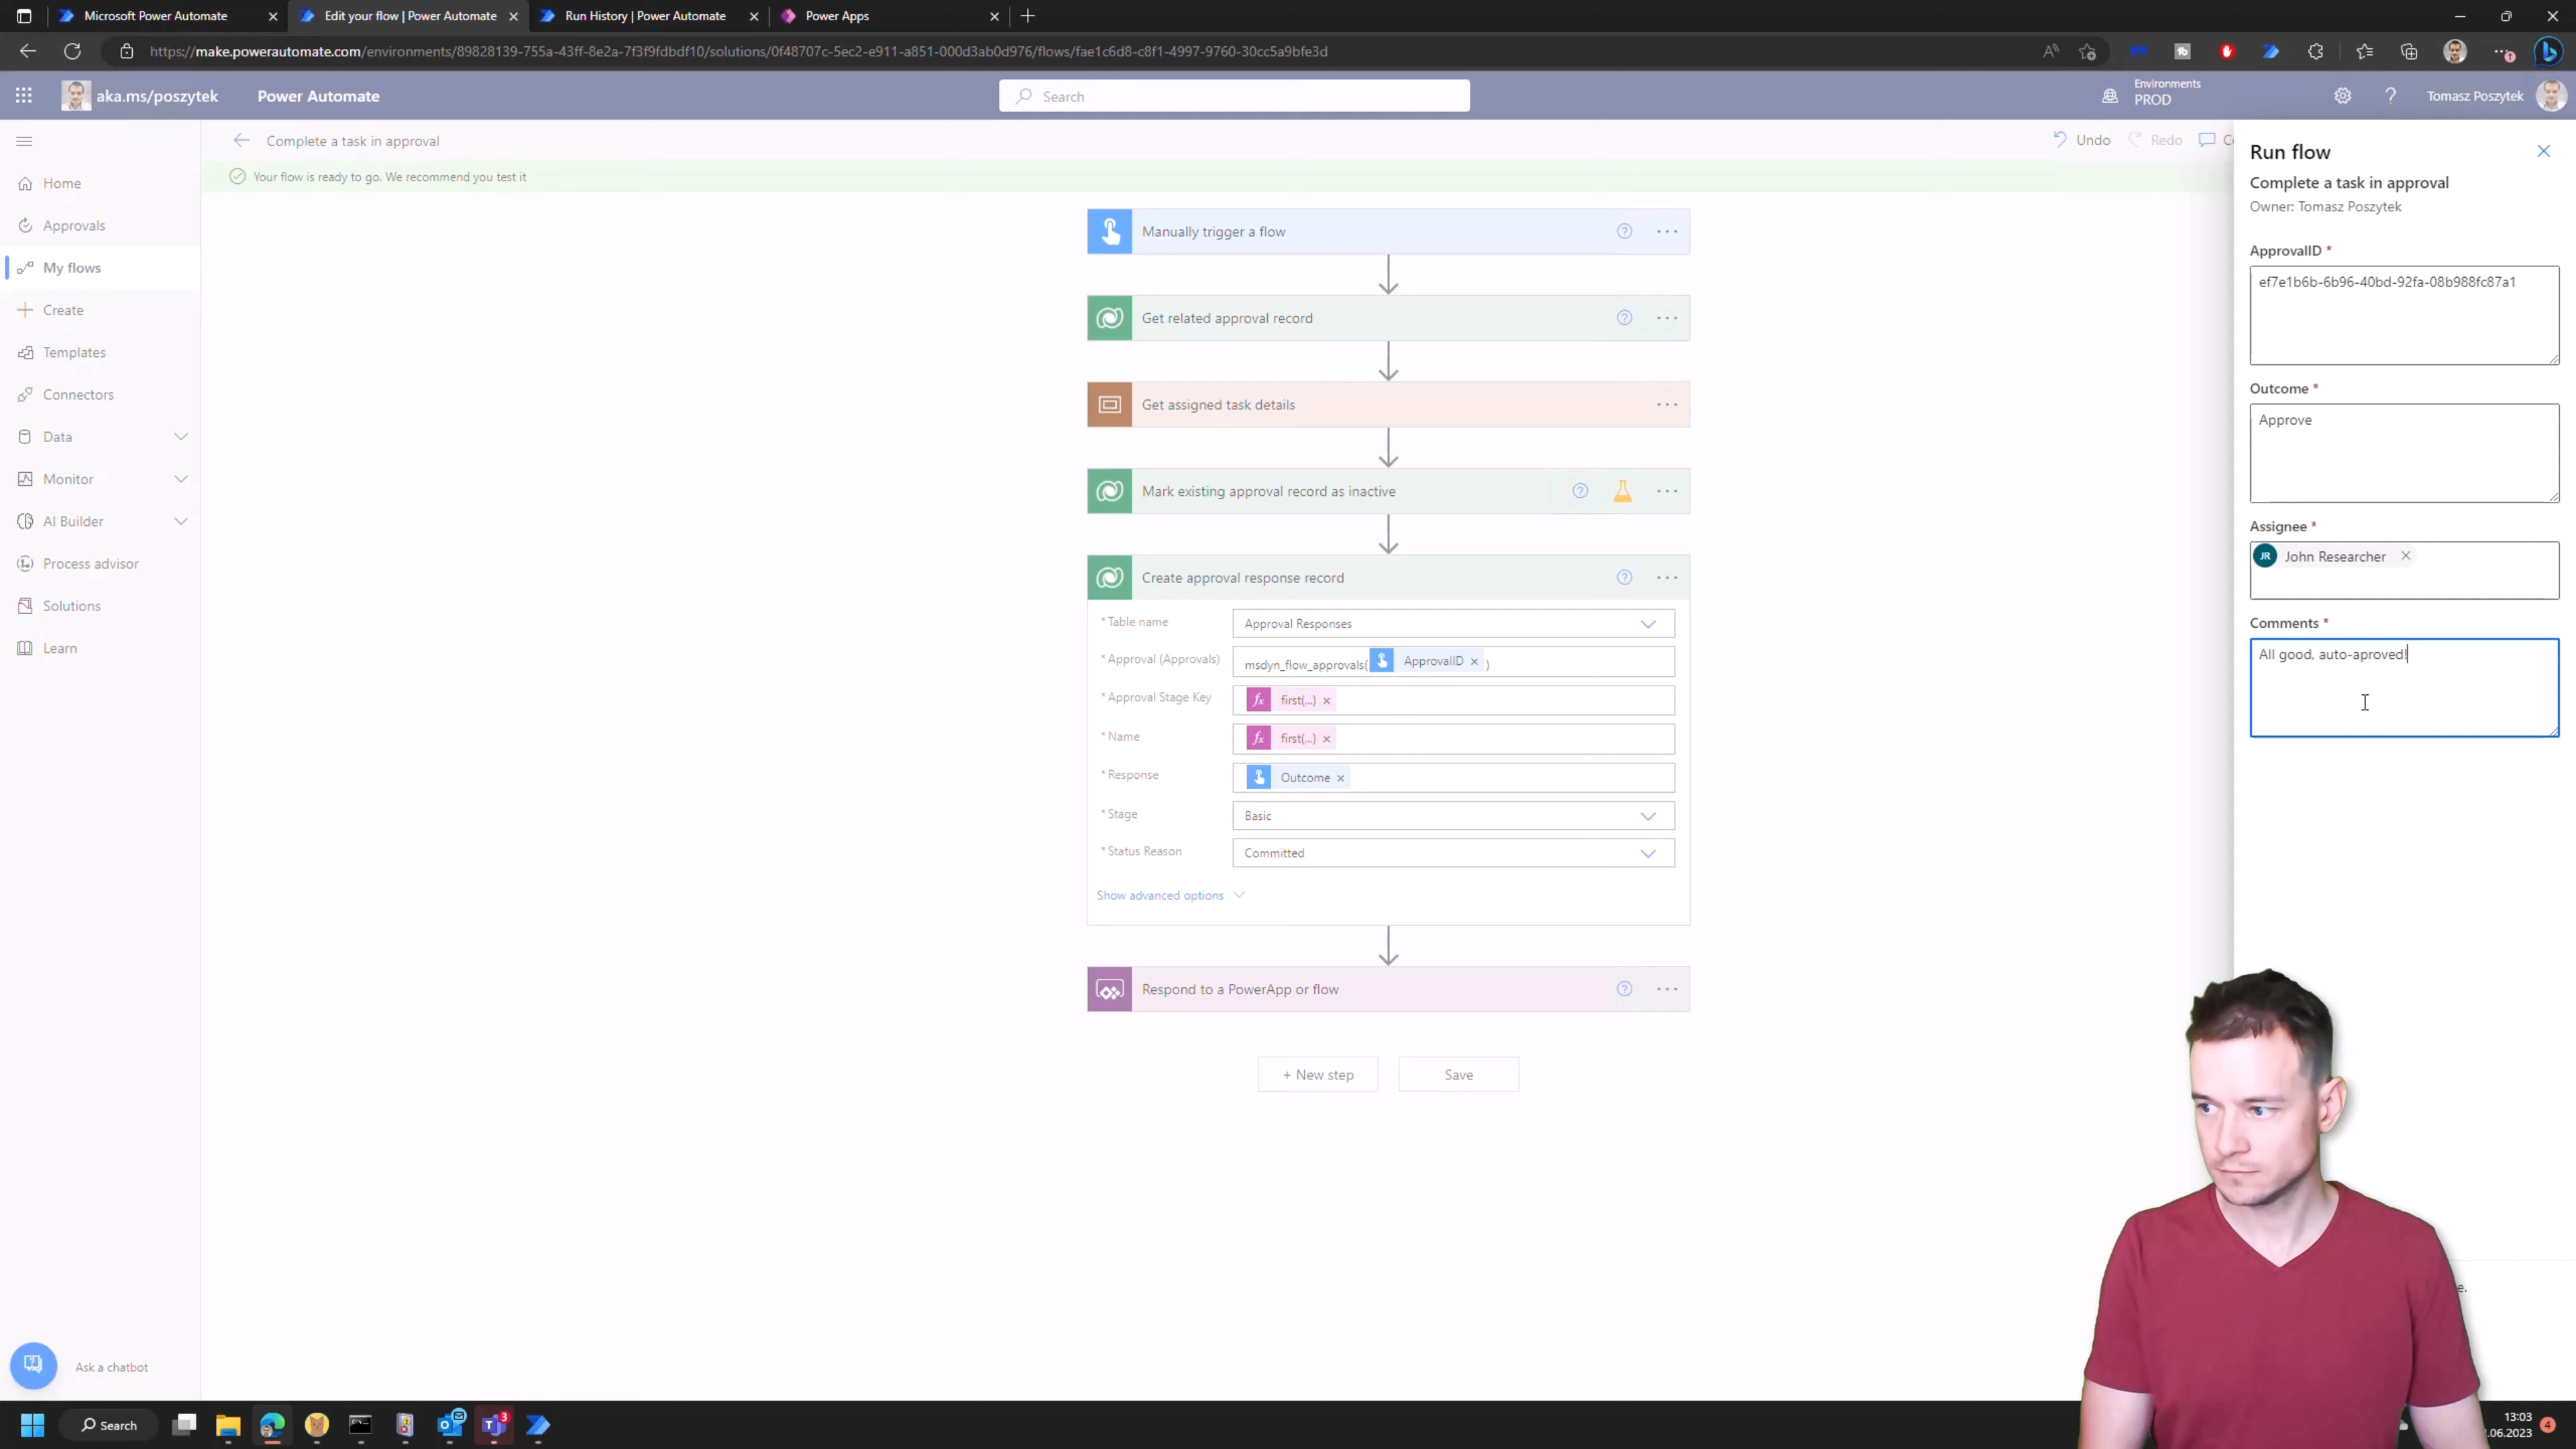 Microsoft Power Automate
Edit your flow | Power Automate
Run History | Power Automate
Power Apps
https://make.powerautomate.com/environments/89828139-755a-43ff-8e2a-7f3f9fdbdf10/solutions/0f48707c-5ec2-e911-a851-000d3ab0d976/flows/fae1c6d8-c8f1-4997-9760-30cc5a9bfe3d
aka.ms/poszytek
Power Automate
Search
Environments
PROD
Tomasz Poszytek
Home
Approvals
My flows
Create
Templates
Connectors
Data
Monitor
AI Builder
Process advisor
Solutions
Learn
Ask a chatbot
Complete a task in approval
Undo
Redo
Your flow is ready to go. We recommend you test it
Manually trigger a flow
Get related approval record
Get assigned task details
Mark existing approval record as inactive
Create approval response record
* Table name
Approval Responses
* Approval (Approvals)
msdyn_flow_approvals( ApprovalID × )
* Approval Stage Key
fx first(...) ×
* Name
fx first(...) ×
* Response
Outcome ×
* Stage
Basic
* Status Reason
Committed
Show advanced options
Respond to a PowerApp or flow
+ New step
Save
Run flow
Complete a task in approval
Owner: Tomasz Poszytek
ApprovalID *
ef7e1b6b-6b96-40bd-92fa-08b988fc87a1
Outcome *
Approve
Assignee *
JR John Researcher
Comments *
All good, auto-aproved!
Search
3
13:03
.06.2023
4